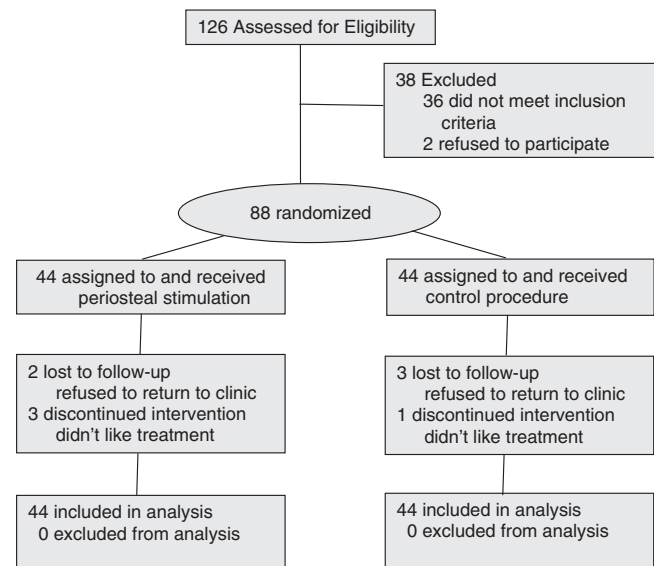 126 Assessed for Eligibility
38 Excluded
36 did not meet inclusion
criteria
2 refused to participate
88 randomized
44 assigned to and received
periosteal stimulation
44 assigned to and received
control procedure
2 lost to follow-up
refused to return to clinic
3 discontinued intervention
didn't like treatment
3 lost to follow-up
refused to return to clinic
1 discontinued intervention
didn't like treatment
44 included in analysis
0 excluded from analysis
44 included in analysis
0 excluded from analysis